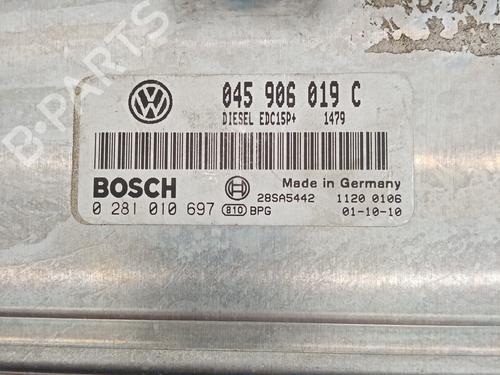 B-PARTS
VW
045 906 019 C
DIESEL EDC15P+ 1479
BOSCH
Made in Germany
28SA5442 1120 0106
0 281 010 697 810 BPG 01-10-10